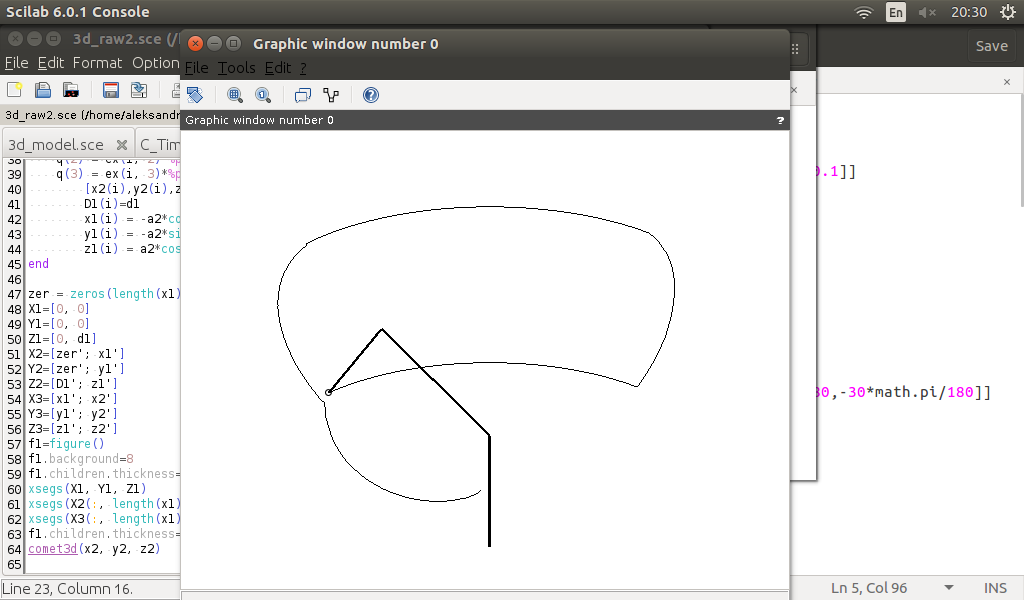 Scilab 6.0.1 Console
En
20:30
3d_raw2.sce (/
Graphic window number 0
Save
File Edit Format Option
File Tools Edit ?
3d_raw2.sce (/home/aleksandr
Graphic window number 0
?
3d_model.sce
C_Tim
39 q(3) = ex(i, 3)*%p
40 [x2(i),y2(i),z
41 D1(i)=d1
42 x1(i) = -a2*co
43 y1(i) = -a2*si
44 z1(i) = a2*cos
45 end
46
47 zer = zeros(length(x1)
48 X1=[0, 0]
49 Y1=[0, 0]
50 Z1=[0, d1]
51 X2=[zer'; x1']
52 Y2=[zer'; y1']
53 Z2=[D1'; z1']
54 X3=[x1'; x2']
55 Y3=[y1'; y2']
56 Z3=[z1'; z2']
57 f1=figure()
58 f1.background=8
59 f1.children.thickness=
60 xsegs(X1, Y1, Z1)
61 xsegs(X2(:, length(x1)
62 xsegs(X3(:, length(x1)
63 f1.children.thickness=
64 comet3d(x2, y2, z2)
65
0.1]]
30,-30*math.pi/180]]
Line 23, Column 16.
Ln 5, Col 96
INS